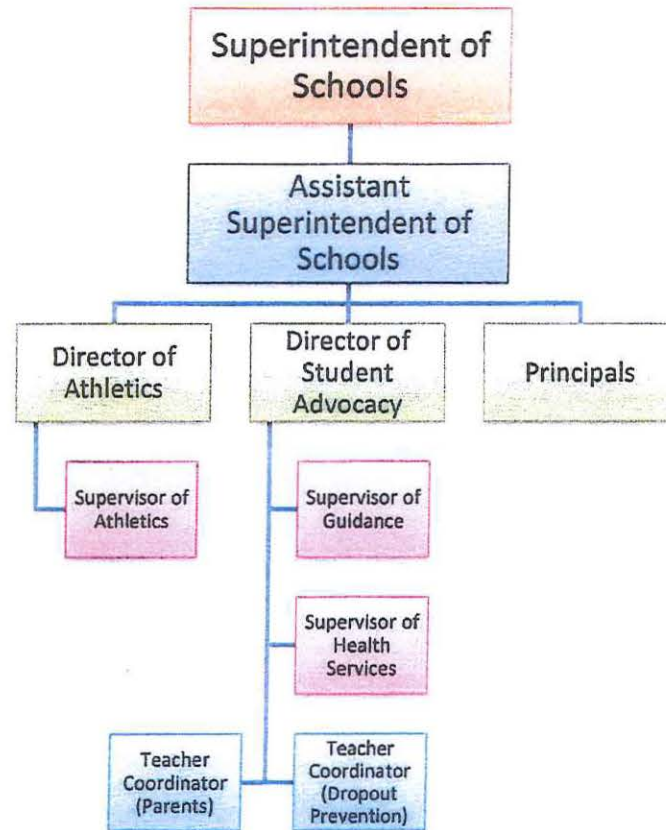 Superintendent of
Schools
Assistant
Superintendent of
Schools
Director of
Athletics
Director of
Student
Advocacy
Principals
Supervisor of
Athletics
Supervisor of
Guidance
Supervisor of
Health
Services
Teacher
Coordinator
(Parents)
Teacher
Coordinator
(Dropout
Prevention)